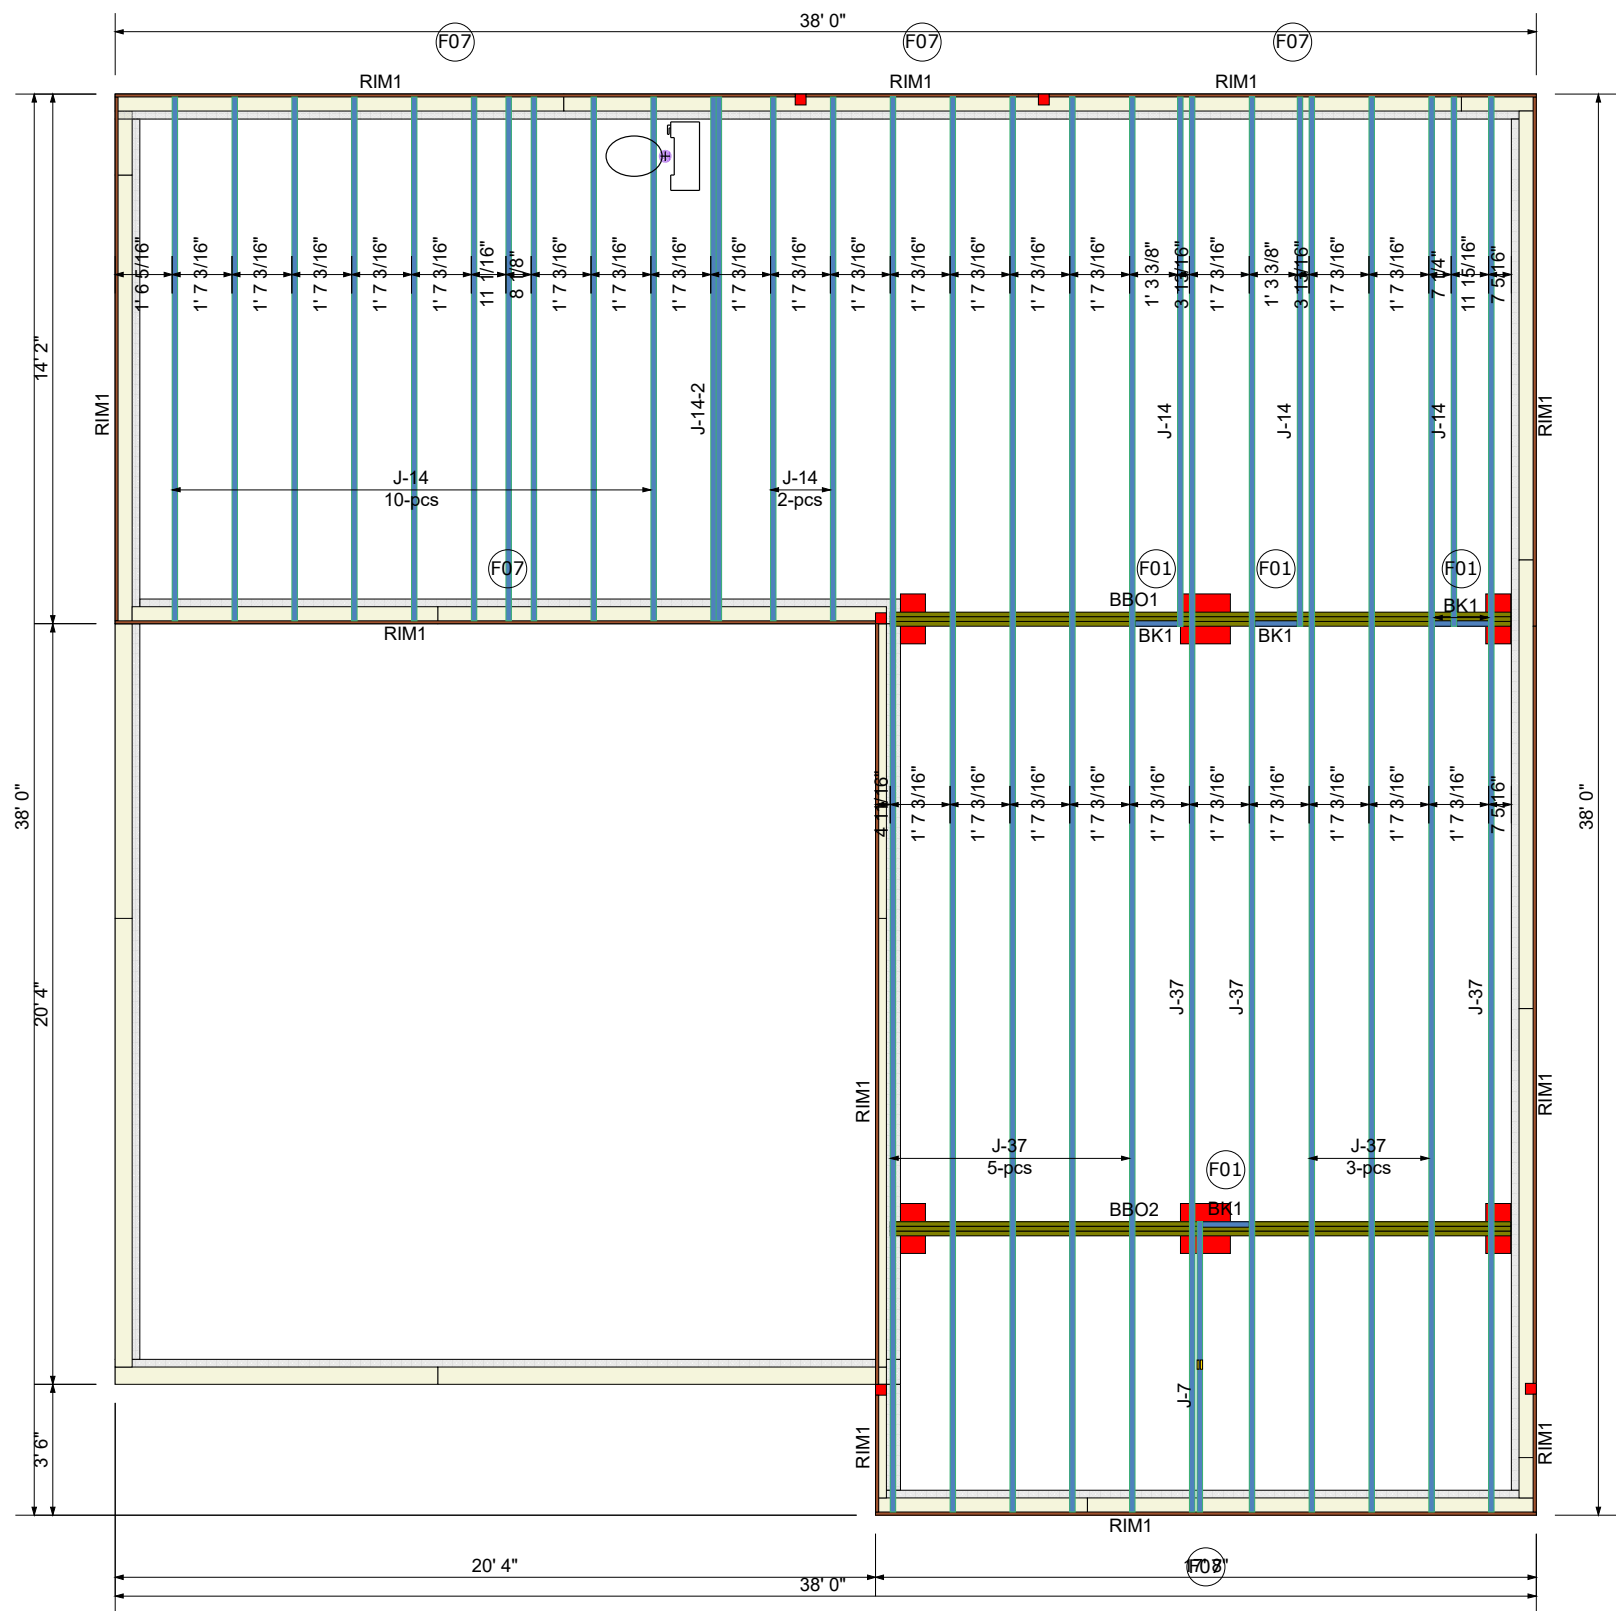 38' 0"
F07
F07
F07
RIM1
RIM1
RIM1
1' 6 5/16"
1' 7 3/16"
1' 7 3/16"
1' 7 3/16"
1' 7 3/16"
1' 7 3/16"
11 1/16"
8 1/8"
1' 7 3/16"
1' 7 3/16"
1' 7 3/16"
1' 7 3/16"
1' 7 3/16"
1' 7 3/16"
1' 7 3/16"
1' 7 3/16"
1' 7 3/16"
1' 7 3/16"
1' 3 3/8"
3 13/16"
1' 7 3/16"
1' 3 3/8"
3 13/16"
1' 7 3/16"
1' 7 3/16"
7 1/4"
11 15/16"
7 5/16"
14' 2"
RIM1
J-14-2
J-14
J-14
J-14
RIM1
J-14
10-pcs
J-14
2-pcs
F07
F01
F01
F01
BBO1
BK1
RIM1
BK1
BK1
38' 0"
4 11/16"
1' 7 3/16"
1' 7 3/16"
1' 7 3/16"
1' 7 3/16"
1' 7 3/16"
1' 7 3/16"
1' 7 3/16"
1' 7 3/16"
1' 7 3/16"
1' 7 3/16"
7 5/16"
38' 0"
20' 4"
J-37
J-37
J-37
RIM1
RIM1
J-37
5-pcs
F01
J-37
3-pcs
BBO2
BK1
J-7
3' 6"
RIM1
RIM1
RIM1
20' 4"
17' 8"
F07
38' 0"